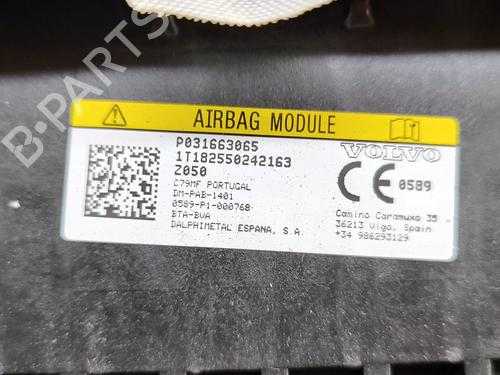 AIRBAG MODULE
P031663065
1T182550242163
Z050
C79MF PORTUGAL
DM-PAB-1401
0589-P1-000768
BTA-BVA
DALPHIMETAL ESPANA, S.A.
VOLVO
CE 0589
Camino Caramuxo 35
36213 Vigo, Spain
+34 986293129
B-PARTS